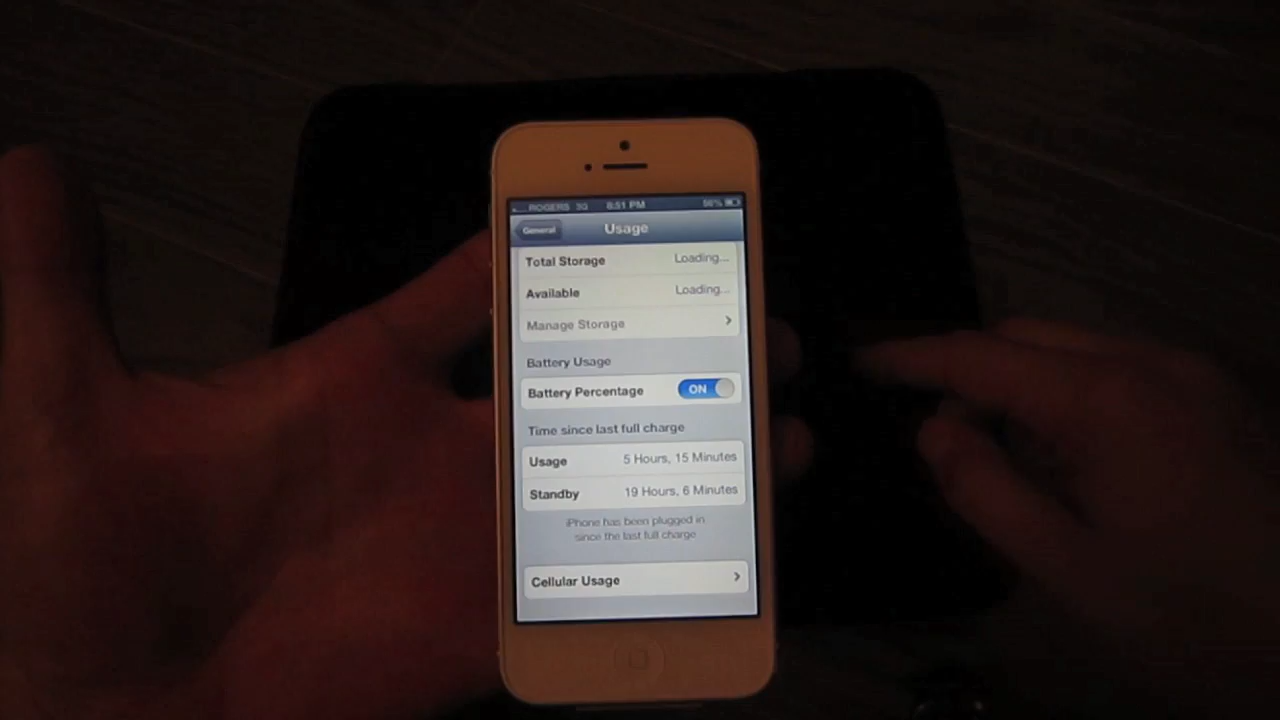 ROGERS 3G 8:51 PM 56%
General Usage
Total Storage Loading...
Available Loading...
Manage Storage
Battery Usage
Battery Percentage ON
Time since last full charge
Usage 5 Hours, 15 Minutes
Standby 19 Hours, 6 Minutes
iPhone has been plugged in
since the last full charge
Cellular Usage